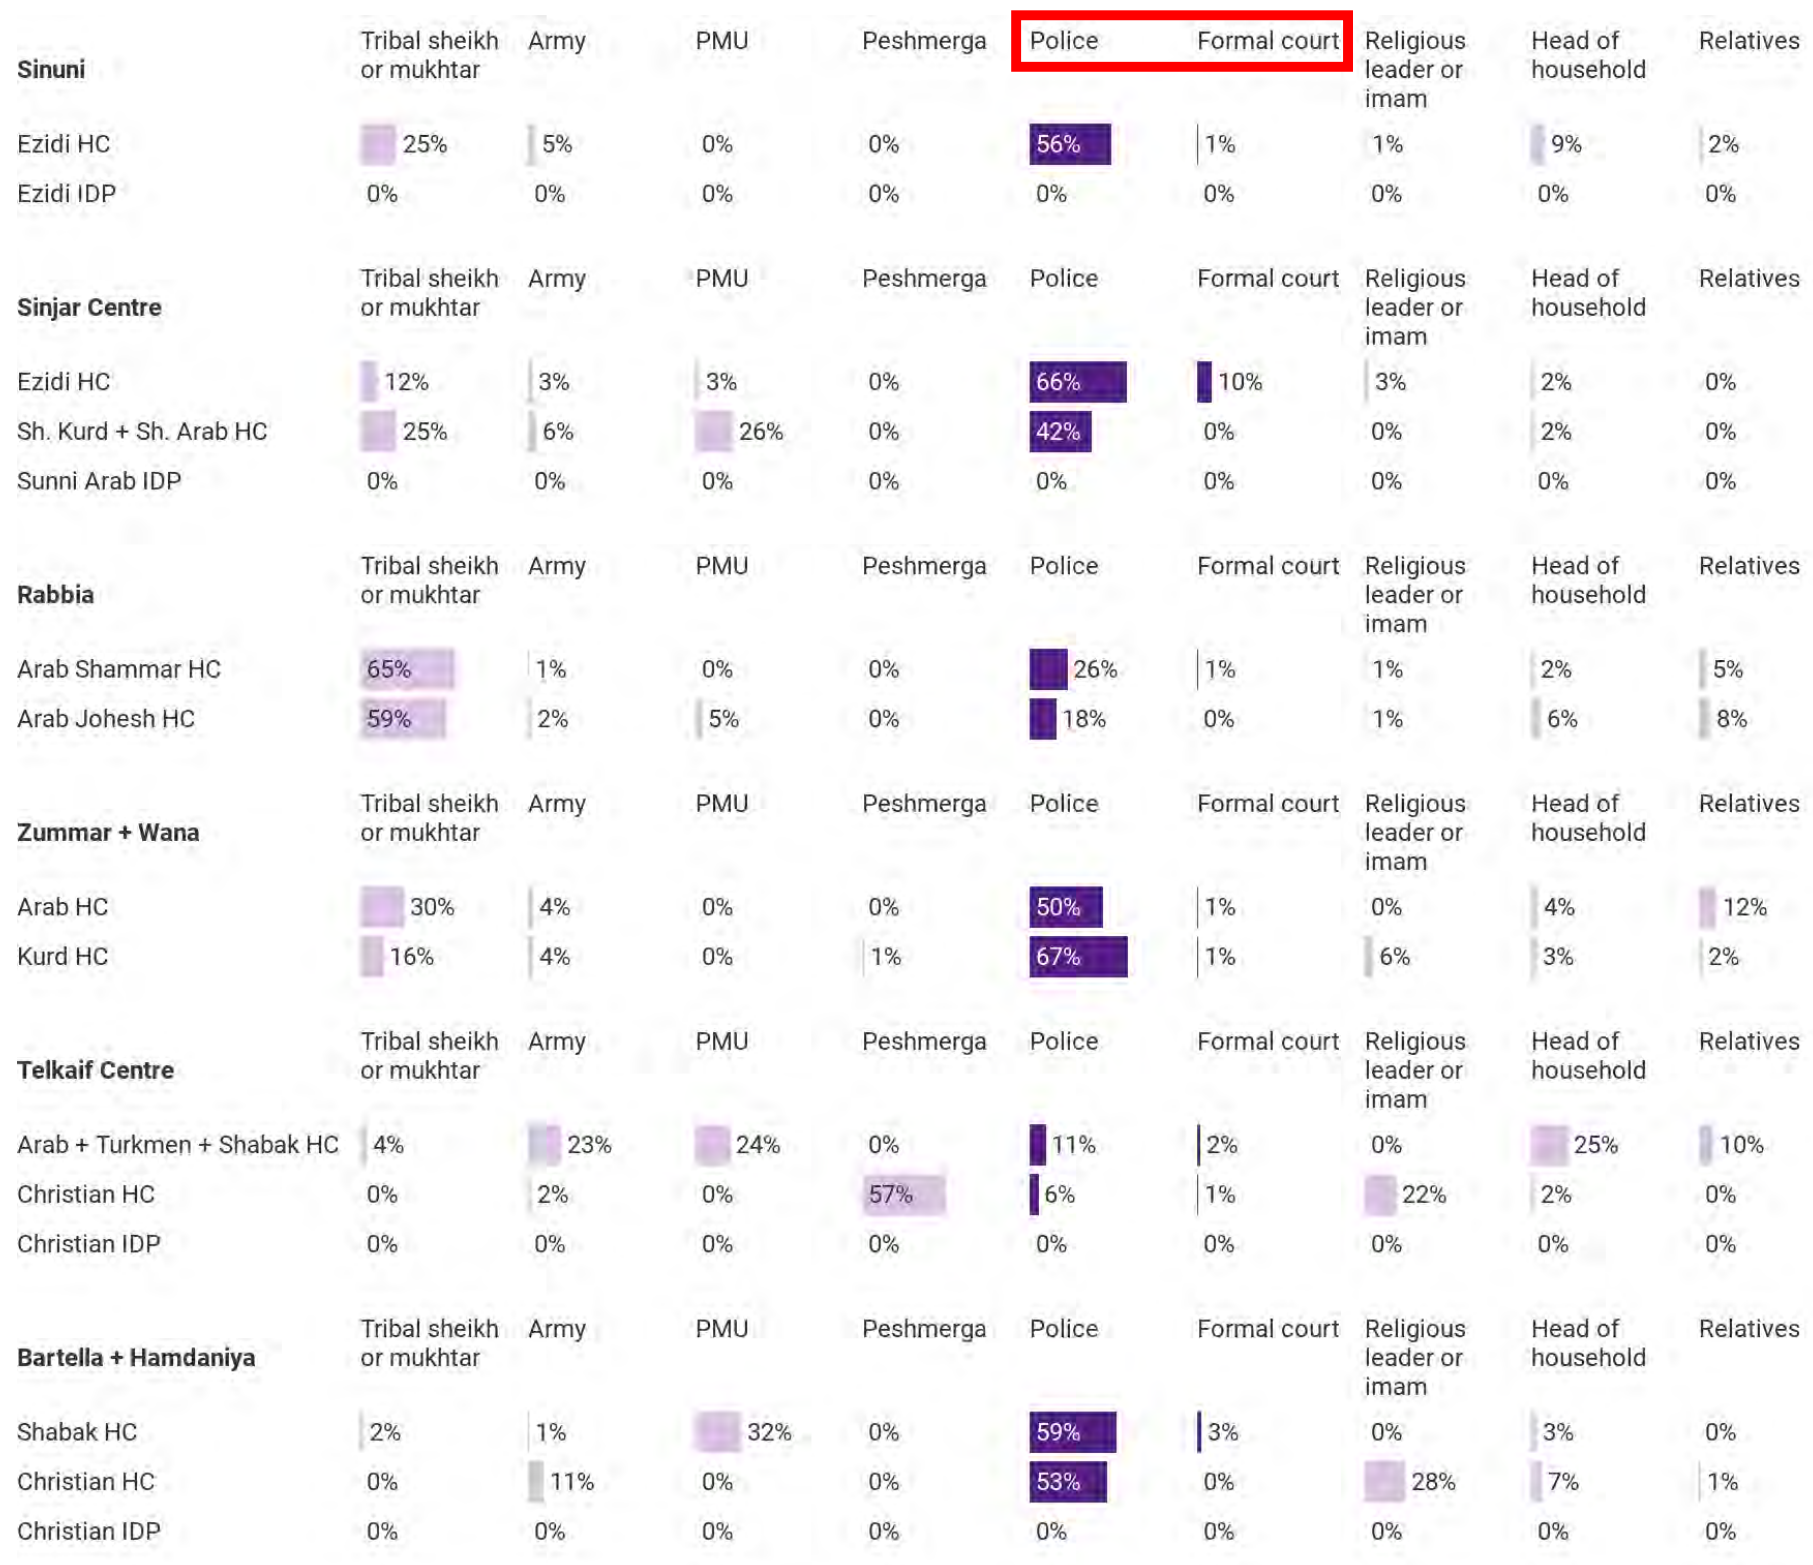 Tribal sheikh Army PMU Peshmerga Police Formal court Religious Head of Relatives
Sinuni or mukhtar leader or household
imam
Ezidi HC 25% 5% 0% 0% 56% 1% 1% 9% 2%
Ezidi IDP 0% 0% 0% 0% 0% 0% 0% 0% 0%
Tribal sheikh Army PMU Peshmerga Police Formal court Religious Head of Relatives
Sinjar Centre or mukhtar leader or household
imam
Ezidi HC 12% 3% 3% 0% 66% 10% 3% 2% 0%
Sh. Kurd + Sh. Arab HC 25% 6% 26% 0% 42% 0% 0% 2% 0%
Sunni Arab IDP 0% 0% 0% 0% 0% 0% 0% 0% 0%
Tribal sheikh Army PMU Peshmerga Police Formal court Religious Head of Relatives
Rabbia or mukhtar leader or household
imam
Arab Shammar HC 65% 1% 0% 0% 26% 1% 1% 2% 5%
Arab Johesh HC 59% 2% 5% 0% 18% 0% 1% 6% 8%
Tribal sheikh Army PMU Peshmerga Police Formal court Religious Head of Relatives
Zummar + Wana or mukhtar leader or household
imam
Arab HC 30% 4% 0% 0% 50% 1% 0% 4% 12%
Kurd HC 16% 4% 0% 1% 67% 1% 6% 3% 2%
Tribal sheikh Army PMU Peshmerga Police Formal court Religious Head of Relatives
Telkaif Centre or mukhtar leader or household
imam
Arab + Turkmen + Shabak HC 4% 23% 24% 0% 11% 2% 0% 25% 10%
Christian HC 0% 2% 0% 57% 6% 1% 22% 2% 0%
Christian IDP 0% 0% 0% 0% 0% 0% 0% 0% 0%
Tribal sheikh Army PMU Peshmerga Police Formal court Religious Head of Relatives
Bartella + Hamdaniya or mukhtar leader or household
imam
Shabak HC 2% 1% 32% 0% 59% 3% 0% 3% 0%
Christian HC 0% 11% 0% 0% 53% 0% 28% 7% 1%
Christian IDP 0% 0% 0% 0% 0% 0% 0% 0% 0%